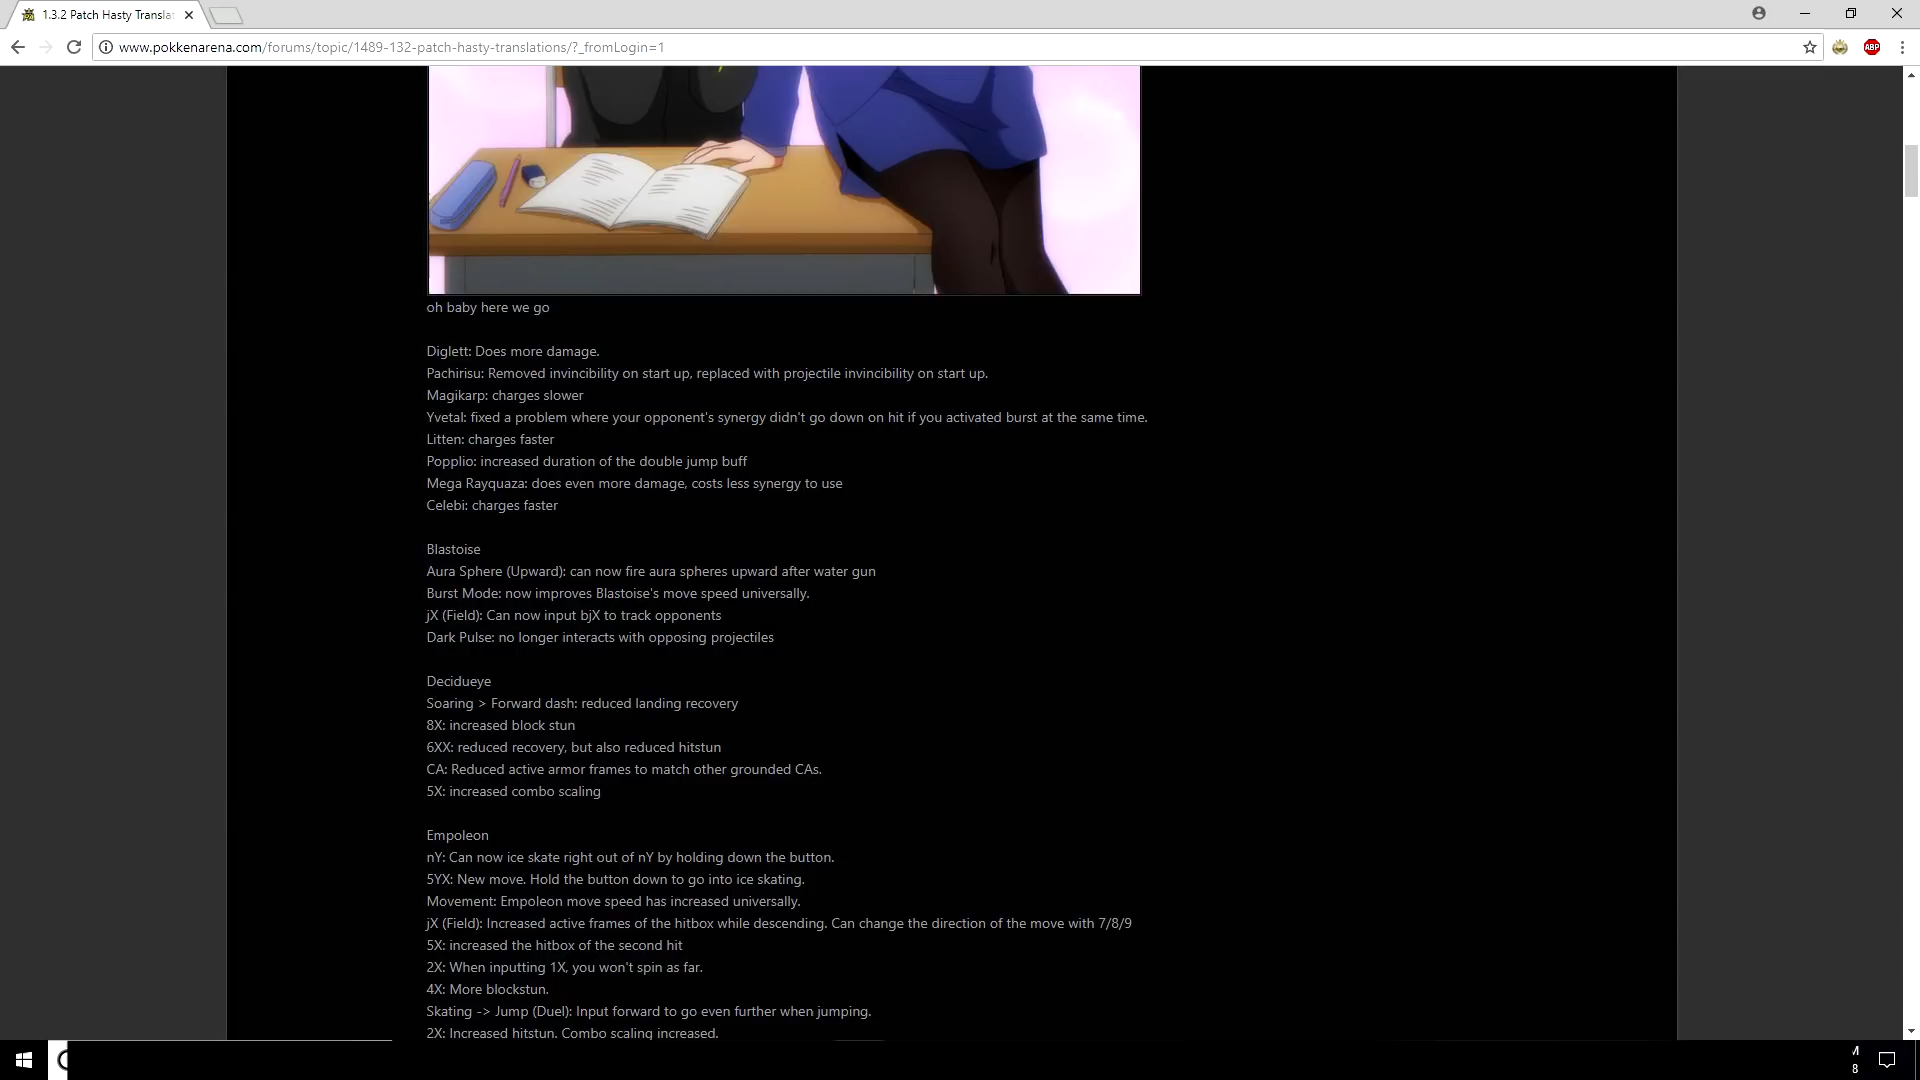 1.3.2 Patch Hasty Transla
www.pokkenarena.com/forums/topic/1489-132-patch-hasty-translations/?_fromLogin=1
ABP
oh baby here we go
Diglett: Does more damage.
Pachirisu: Removed invincibility on start up, replaced with projectile invincibility on start up.
Magikarp: charges slower
Yvetal: fixed a problem where your opponent's synergy didn't go down on hit if you activated burst at the same time.
Litten: charges faster
Popplio: increased duration of the double jump buff
Mega Rayquaza: does even more damage, costs less synergy to use
Celebi: charges faster
Blastoise
Aura Sphere (Upward): can now fire aura spheres upward after water gun
Burst Mode: now improves Blastoise's move speed universally.
jX (Field): Can now input bjX to track opponents
Dark Pulse: no longer interacts with opposing projectiles
Decidueye
Soaring > Forward dash: reduced landing recovery
8X: increased block stun
6XX: reduced recovery, but also reduced hitstun
CA: Reduced active armor frames to match other grounded CAs.
5X: increased combo scaling
Empoleon
nY: Can now ice skate right out of nY by holding down the button.
5YX: New move. Hold the button down to go into ice skating.
Movement: Empoleon move speed has increased universally.
jX (Field): Increased active frames of the hitbox while descending. Can change the direction of the move with 7/8/9
5X: increased the hitbox of the second hit
2X: When inputting 1X, you won't spin as far.
4X: More blockstun.
Skating -> Jump (Duel): Input forward to go even further when jumping.
2X: Increased hitstun. Combo scaling increased.